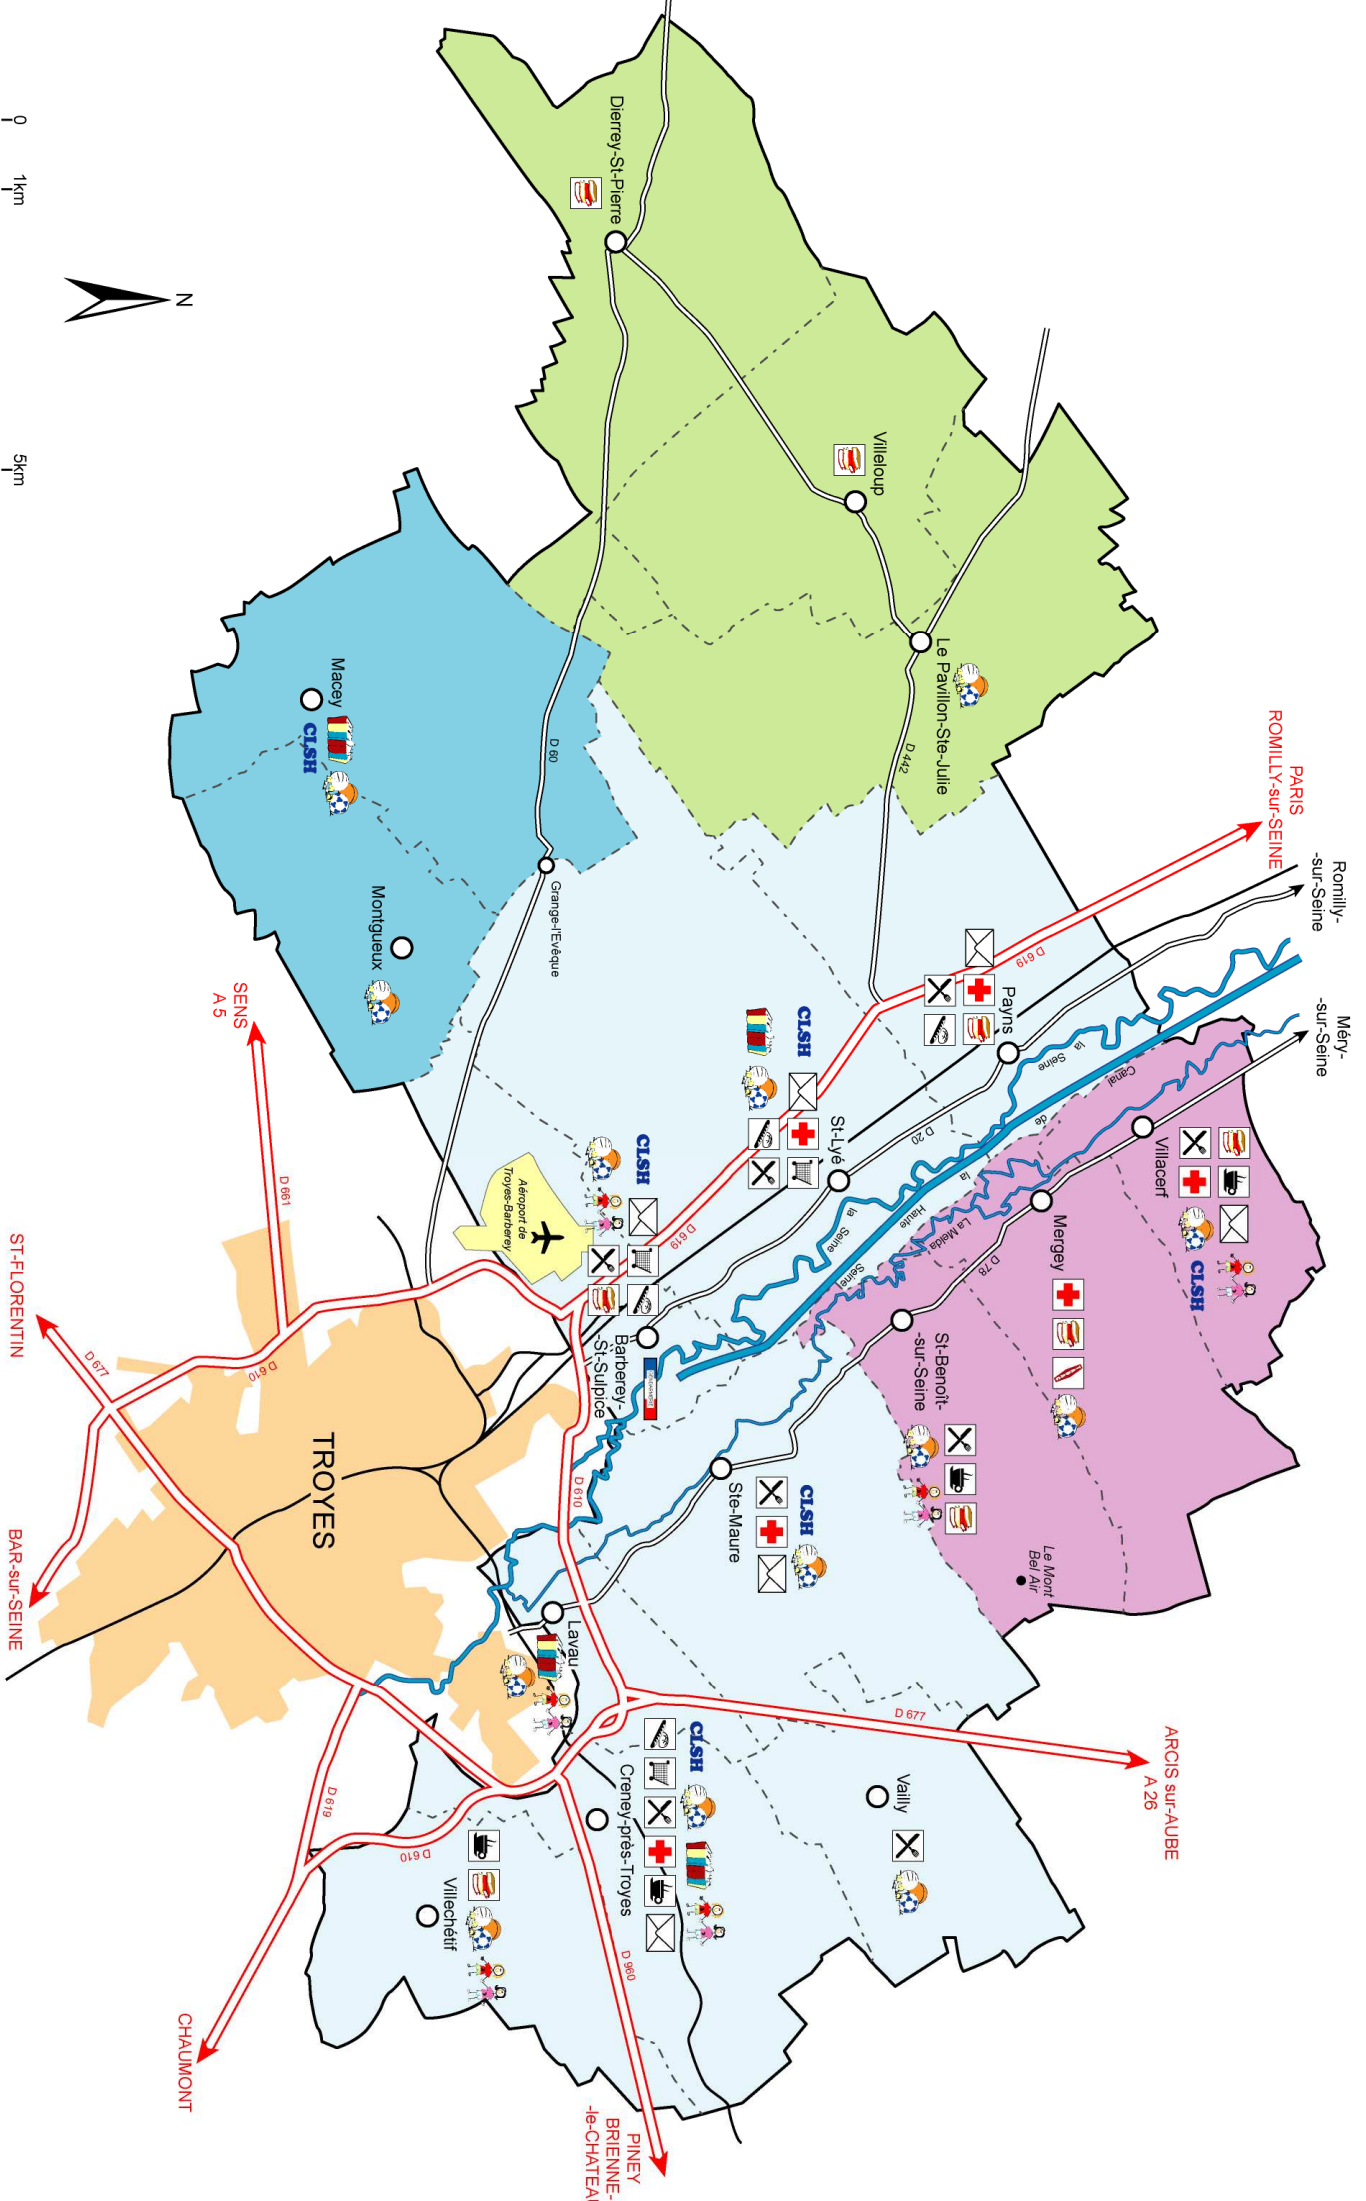 PARIS
ROMILLY-sur-SEINE
Romilly-
-sur-Seine
Méry-
-sur-Seine
ARCIS sur-AUBE
A 26
Dierrey-St-Pierre
Villeloup
Le Pavillon-Ste-Julie
D 442
D 60
D 619
Payns
la Seine
Canal
de
la
Haute
Seine
D 20
Villacerf
CLSH
Mergey
La Melda
D 78
St-Benoît-
-sur-Seine
Le Mont
Bel Air
CLSH
St-Lyé
la Seine
Macey
CLSH
Montgueux
Grange-l'Evêque
CLSH
D 619
Aéroport de
Troyes-Barberey
Barberey-
-St-Sulpice
GENDARMERIE
Ste-Maure
CLSH
D 610
Lavau
D 677
Vailly
CLSH
Creney-près-Troyes
D 960
Villechétif
D 610
D 619
TROYES
D 661
D 610
D 677
SENS
A 5
ST-FLORENTIN
BAR-sur-SEINE
CHAUMONT
PINEY
BRIENNE-
-le-CHATEAU
N
0
1km
5km